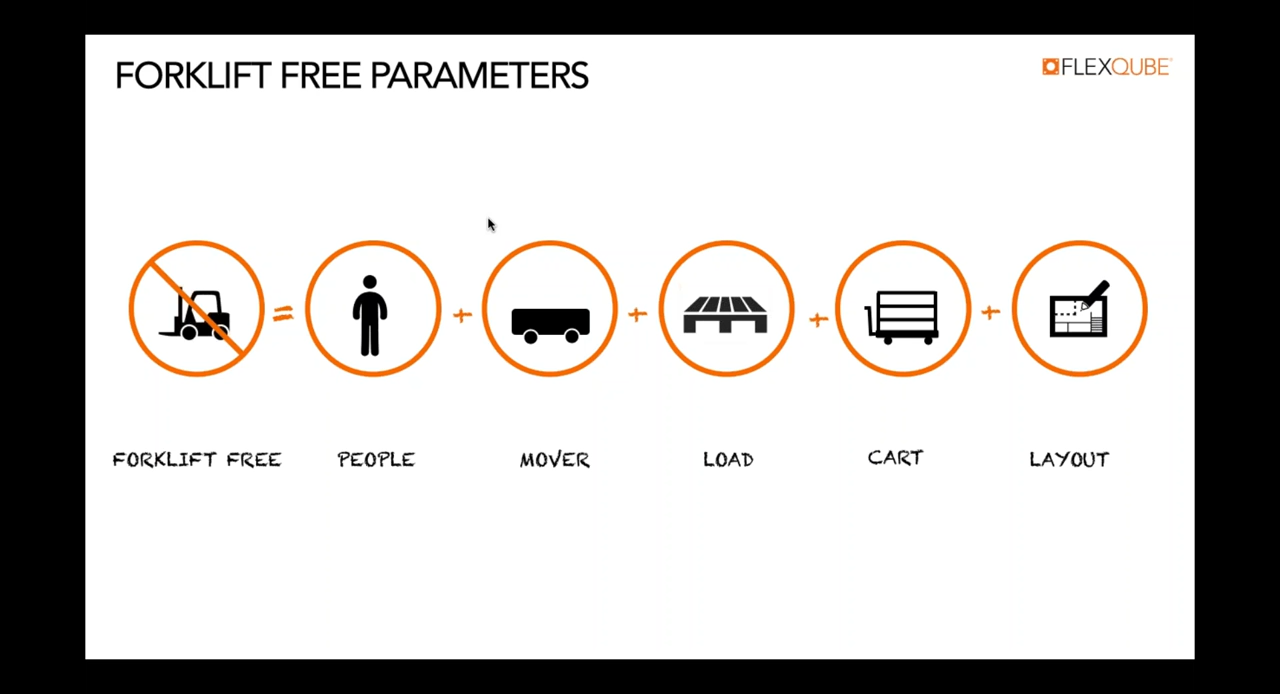 FORKLIFT FREE PARAMETERS
FLEXQUBE
= + + + +
FORKLIFT FREE PEOPLE MOVER LOAD CART LAYOUT